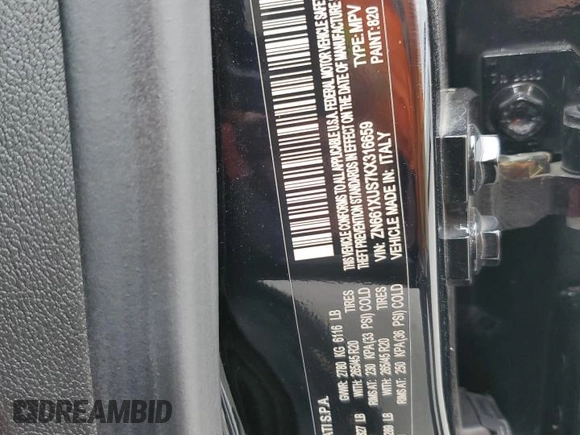 ATI S.P.A.
GVWR: 2780 KG 6116 LB
TIRES
WITH: 265/45 R20
RIMS AT: 230 KPA (33 PSI) COLD
TIRES
WITH: 265/45 R20
RIMS AT: 250 KPA (36 PSI) COLD
THIS VEHICLE CONFORMS TO ALL APPLICABLE U.S.A. FEDERAL MOTOR VEHICLE SAFE
THEFT PREVENTION STANDARDS IN EFFECT ON THE DATE OF MANUFACTURE
VIN: ZN661XUS7KX316659
TYPE: MPV
VEHICLE MADE IN: ITALY
PAINT: 820
DREAMBID